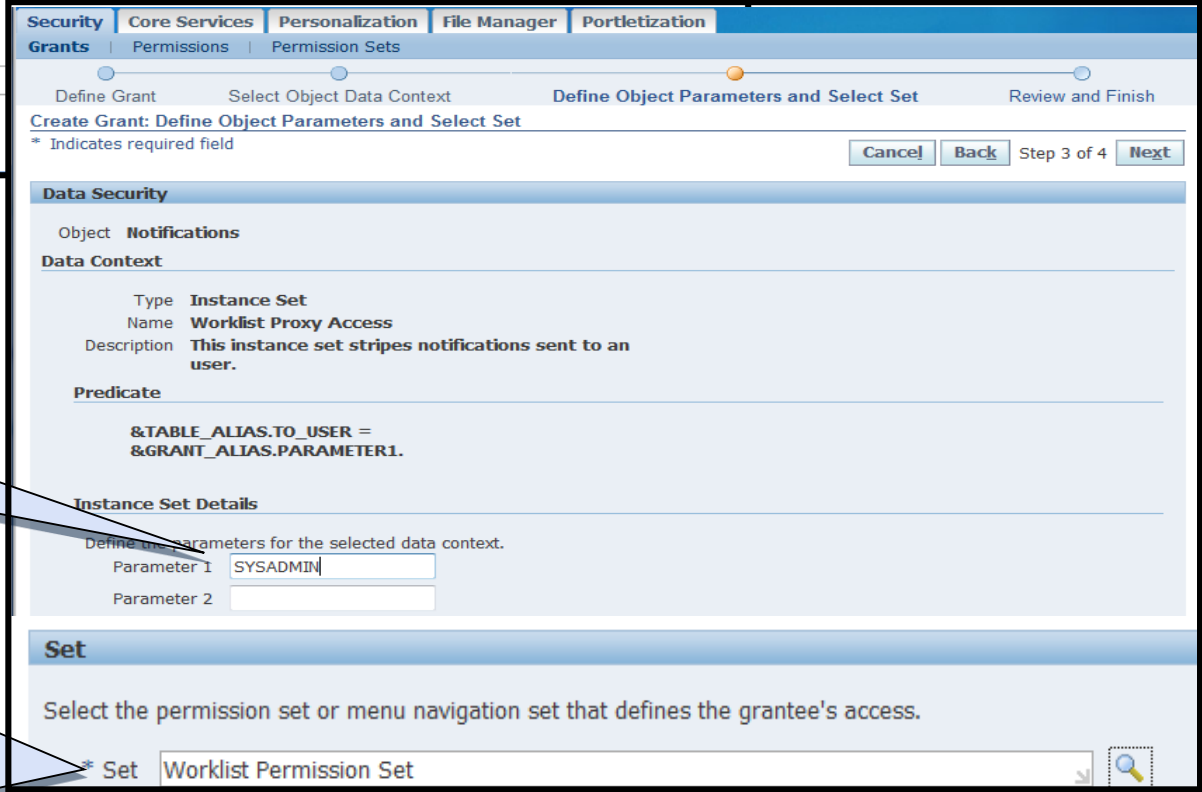 Security Core Services Personalization File Manager Portletization
Grants | Permissions | Permission Sets
Define Grant Select Object Data Context Define Object Parameters and Select Set Review and Finish
Create Grant: Define Object Parameters and Select Set
* Indicates required field
Cancel Back Step 3 of 4 Next
Data Security
Object Notifications
Data Context
Type Instance Set
Name Worklist Proxy Access
Description This instance set stripes notifications sent to an
user.
Predicate
&TABLE_ALIAS.TO_USER =
&GRANT_ALIAS.PARAMETER1.
Instance Set Details
Define the parameters for the selected data context.
Parameter 1 SYSADMIN
Parameter 2
Set
Select the permission set or menu navigation set that defines the grantee's access.
* Set Worklist Permission Set